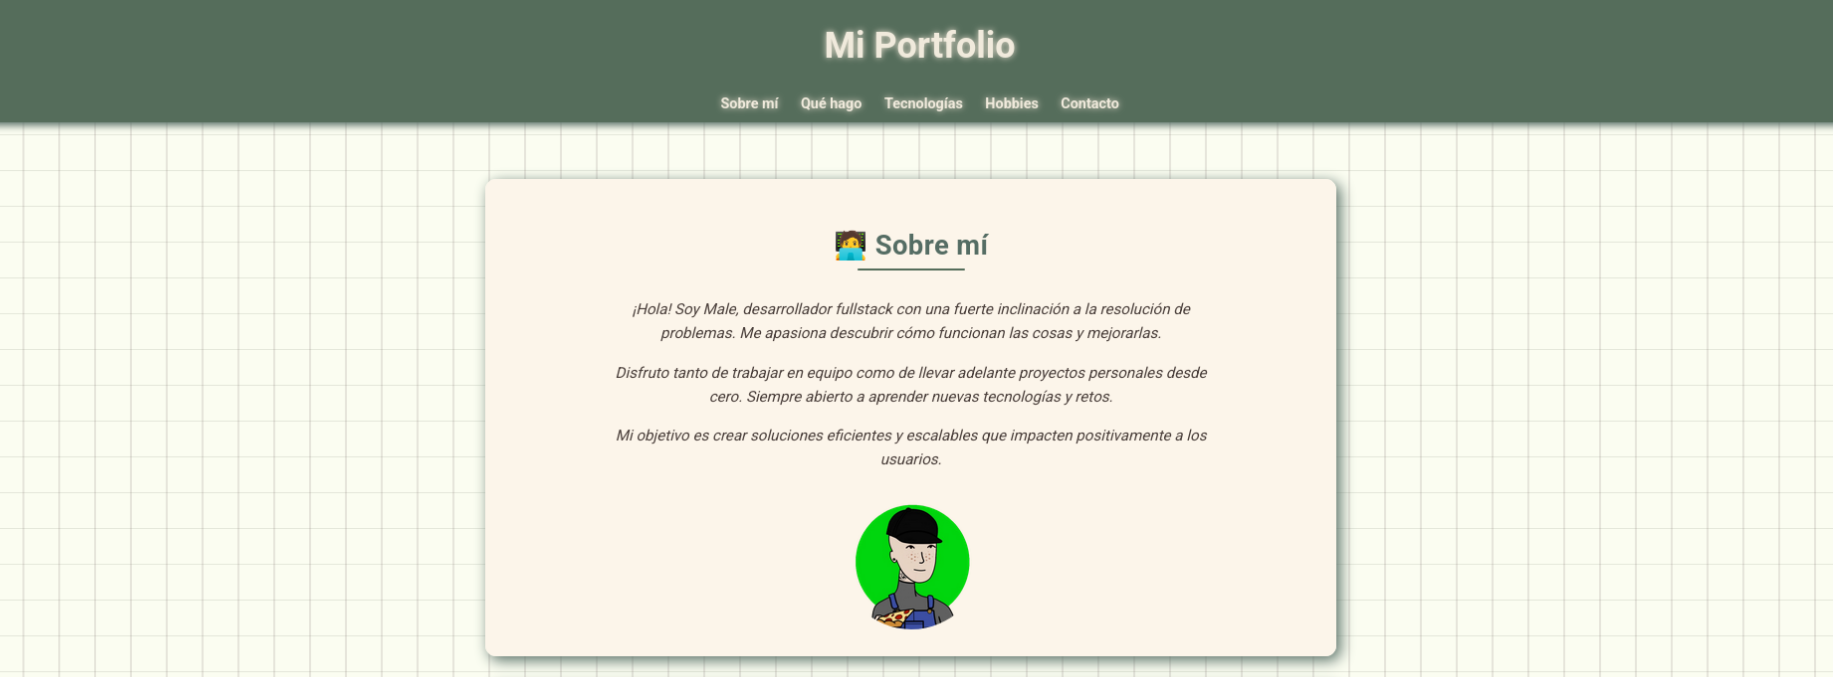 Mi Portfolio
Sobre mí Qué hago Tecnologías Hobbies Contacto
🧑‍💻 Sobre mí
¡Hola! Soy Male, desarrollador fullstack con una fuerte inclinación a la resolución de
problemas. Me apasiona descubrir cómo funcionan las cosas y mejorarlas.
Disfruto tanto de trabajar en equipo como de llevar adelante proyectos personales desde
cero. Siempre abierto a aprender nuevas tecnologías y retos.
Mi objetivo es crear soluciones eficientes y escalables que impacten positivamente a los
usuarios.